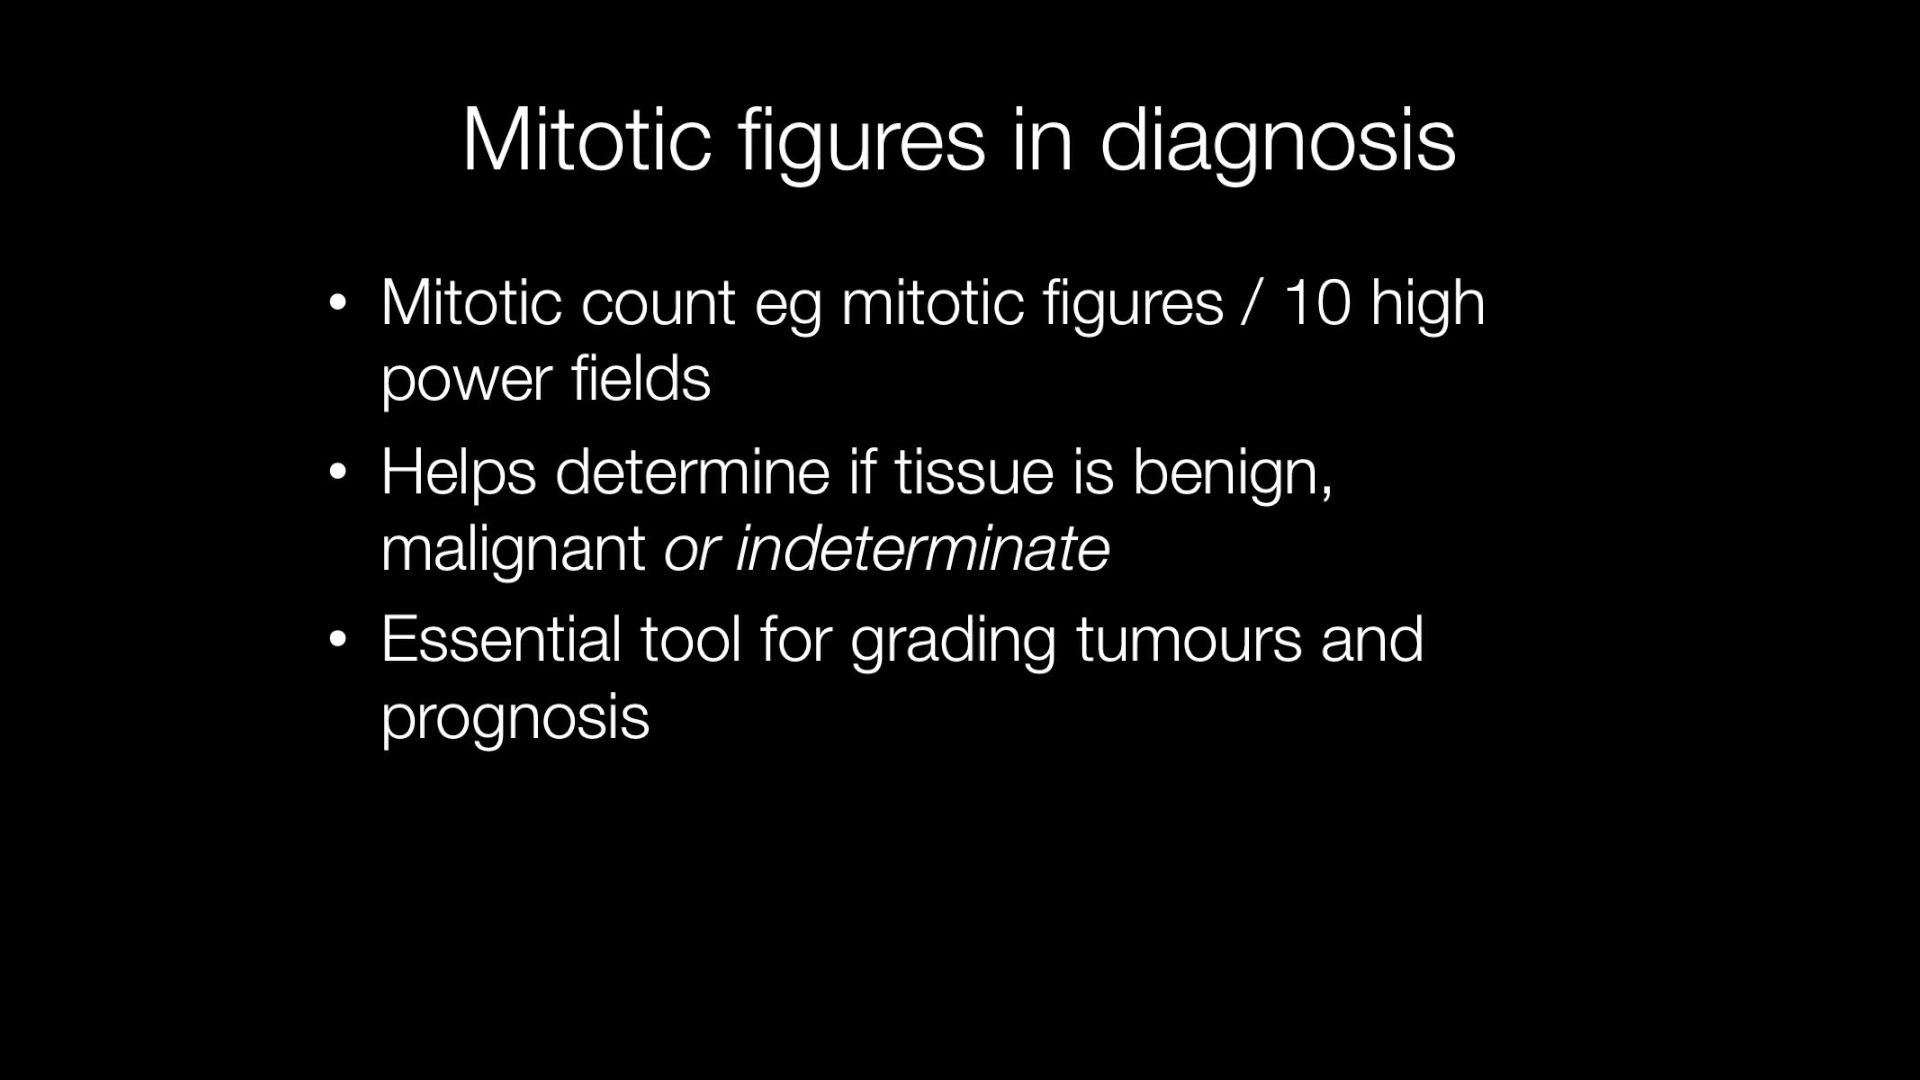 Mitotic figures in diagnosis
• Mitotic count eg mitotic figures / 10 high
power fields
• Helps determine if tissue is benign,
malignant or indeterminate
• Essential tool for grading tumours and
prognosis